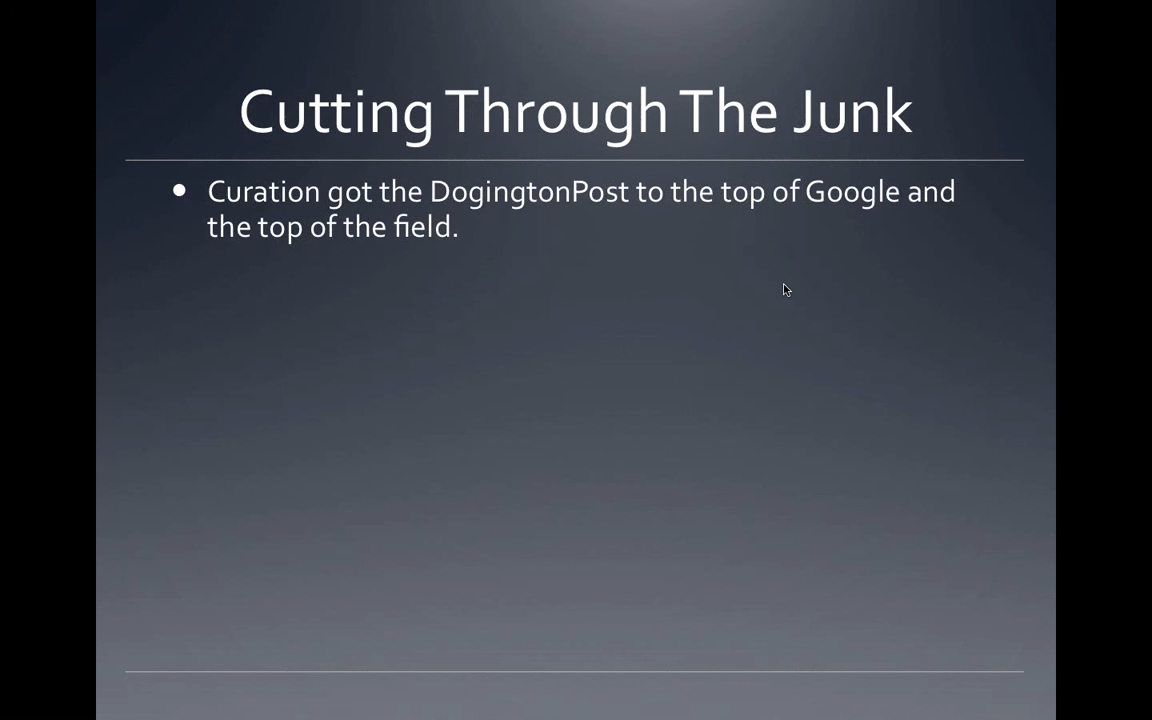 Cutting Through The Junk
• Curation got the DogingtonPost to the top of Google and
the top of the field.